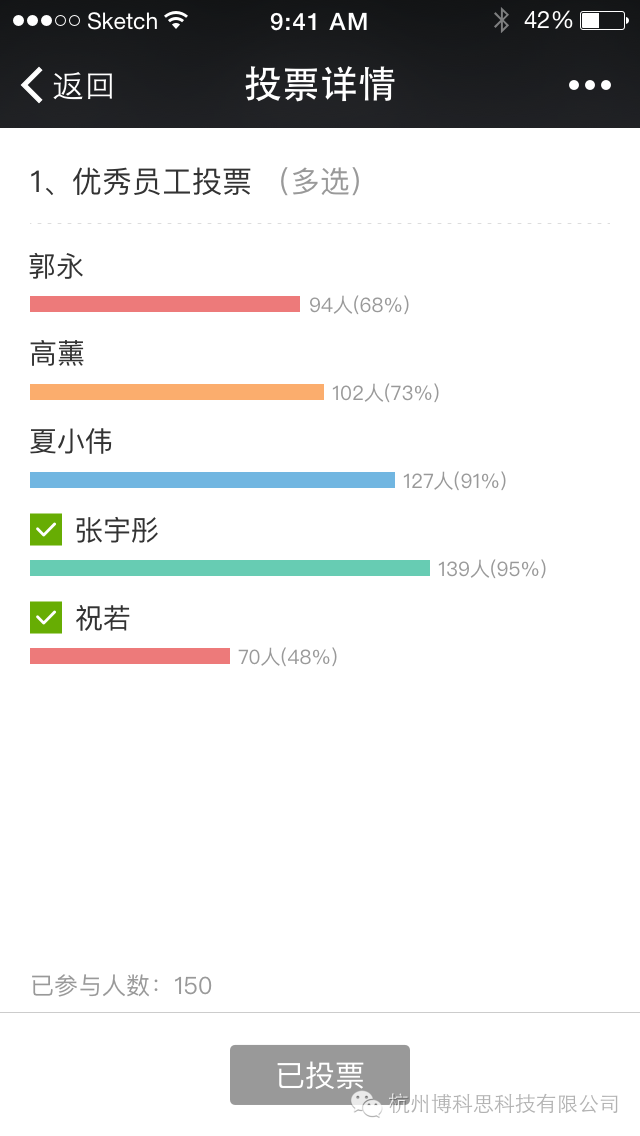 Sketch 9:41 AM 42%
返回 投票详情
1、优秀员工投票 （多选）
郭永
94人(68%)
高薰
102人(73%)
夏小伟
127人(91%)
张宇彤
139人(95%)
祝若
70人(48%)
已参与人数：150
已投票
杭州博科思科技有限公司